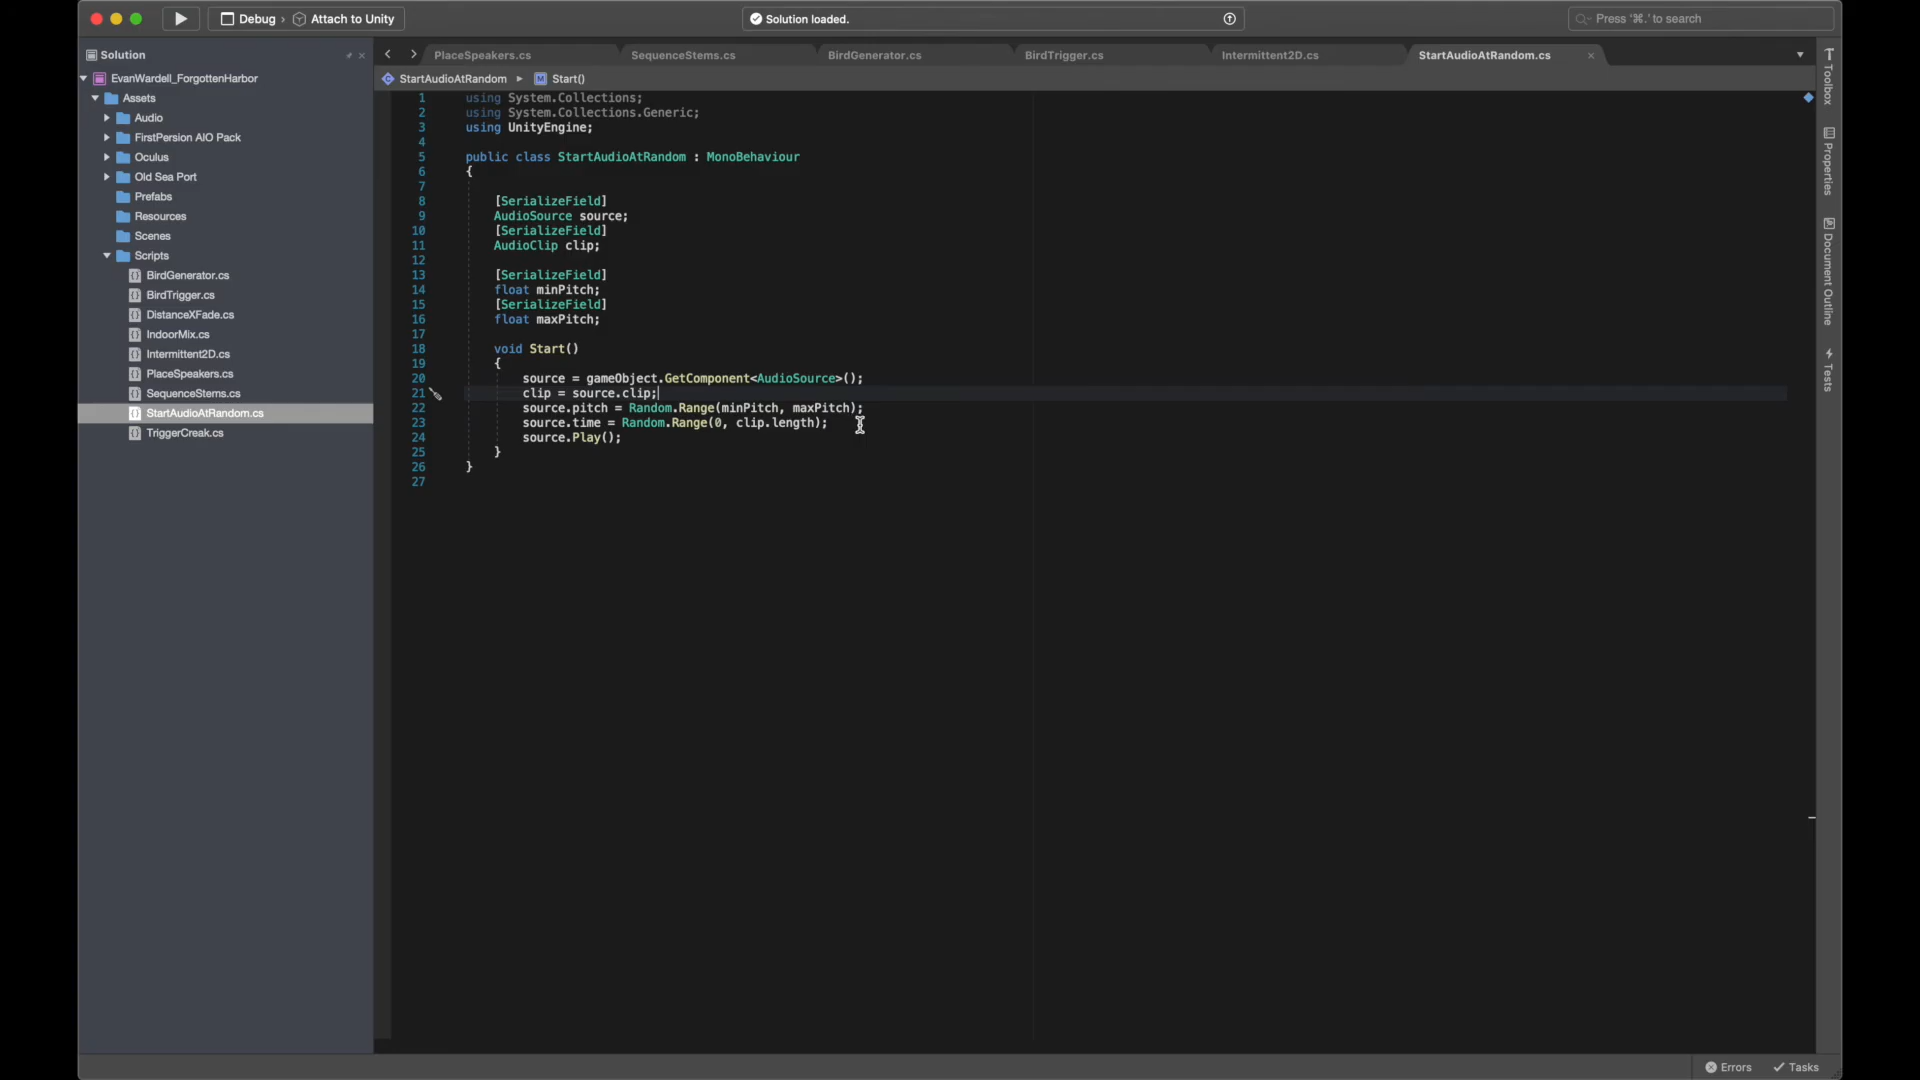 Debug › Attach to Unity
Solution loaded.
Press '⌘.' to search
Solution
PlaceSpeakers.cs
SequenceStems.cs
BirdGenerator.cs
BirdTrigger.cs
Intermittent2D.cs
StartAudioAtRandom.cs
StartAudioAtRandom
Start()
EvanWardell_ForgottenHarbor
Assets
Audio
FirstPersion AIO Pack
Oculus
Old Sea Port
Prefabs
Resources
Scenes
Scripts
BirdGenerator.cs
BirdTrigger.cs
DistanceXFade.cs
IndoorMix.cs
Intermittent2D.cs
PlaceSpeakers.cs
SequenceStems.cs
StartAudioAtRandom.cs
TriggerCreak.cs
1 using System.Collections;
2 using System.Collections.Generic;
3 using UnityEngine;
4
5 public class StartAudioAtRandom : MonoBehaviour
6 {
7
8 [SerializeField]
9 AudioSource source;
10 [SerializeField]
11 AudioClip clip;
12
13 [SerializeField]
14 float minPitch;
15 [SerializeField]
16 float maxPitch;
17
18 void Start()
19 {
20 source = gameObject.GetComponent<AudioSource>();
21 clip = source.clip;
22 source.pitch = Random.Range(minPitch, maxPitch);
23 source.time = Random.Range(0, clip.length);
24 source.Play();
25 }
26 }
27
Toolbox
Properties
Document Outline
Tests
Errors
Tasks